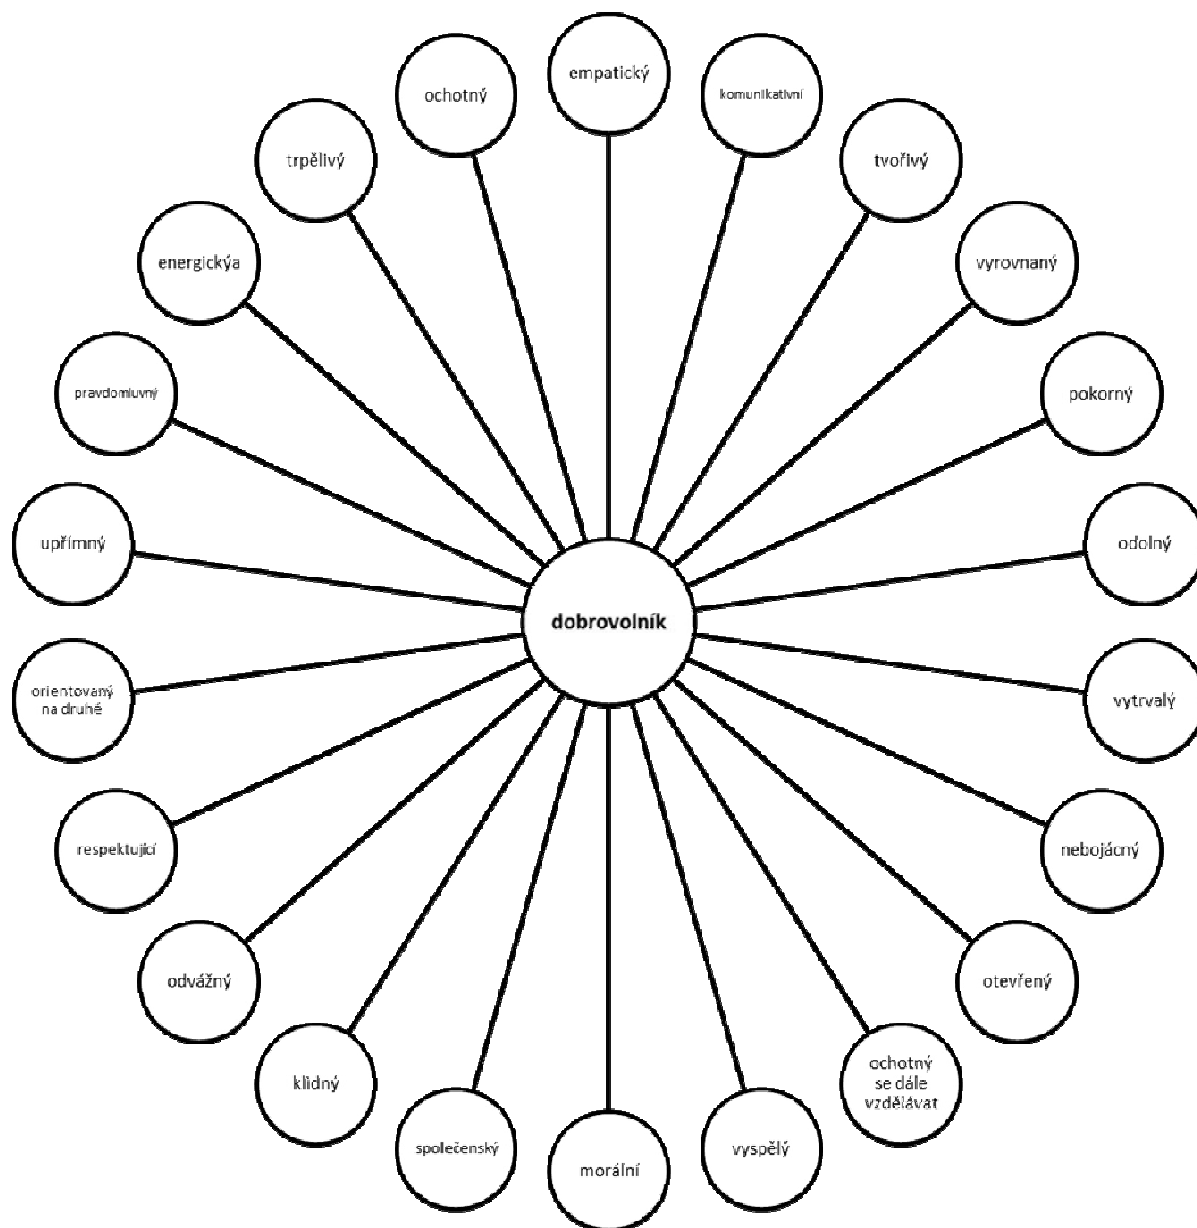 empatický
komunikativní
tvořivý
vyrovnaný
pokorný
odolný
vytrvalý
nebojácný
otevřený
ochotný
se dále
vzdělávat
vyspělý
morální
společenský
klidný
odvážný
respektující
orientovaný
na druhé
upřímný
pravdomluvný
energickýa
trpělivý
ochotný
dobrovolník